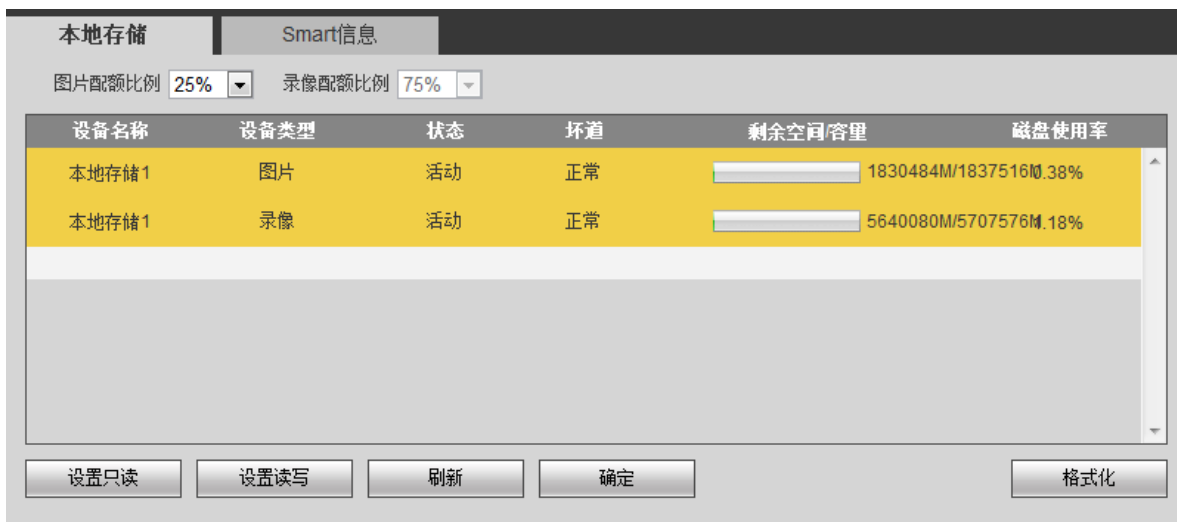 本地存储 Smart信息
图片配额比例 25% 录像配额比例 75%
设备名称 设备类型 状态 坏道 剩余空间/容量 磁盘使用率
本地存储1 图片 活动 正常 1830484M/1837516M 0.38%
本地存储1 录像 活动 正常 5640080M/5707576M 1.18%
设置只读 设置读写 刷新 确定 格式化